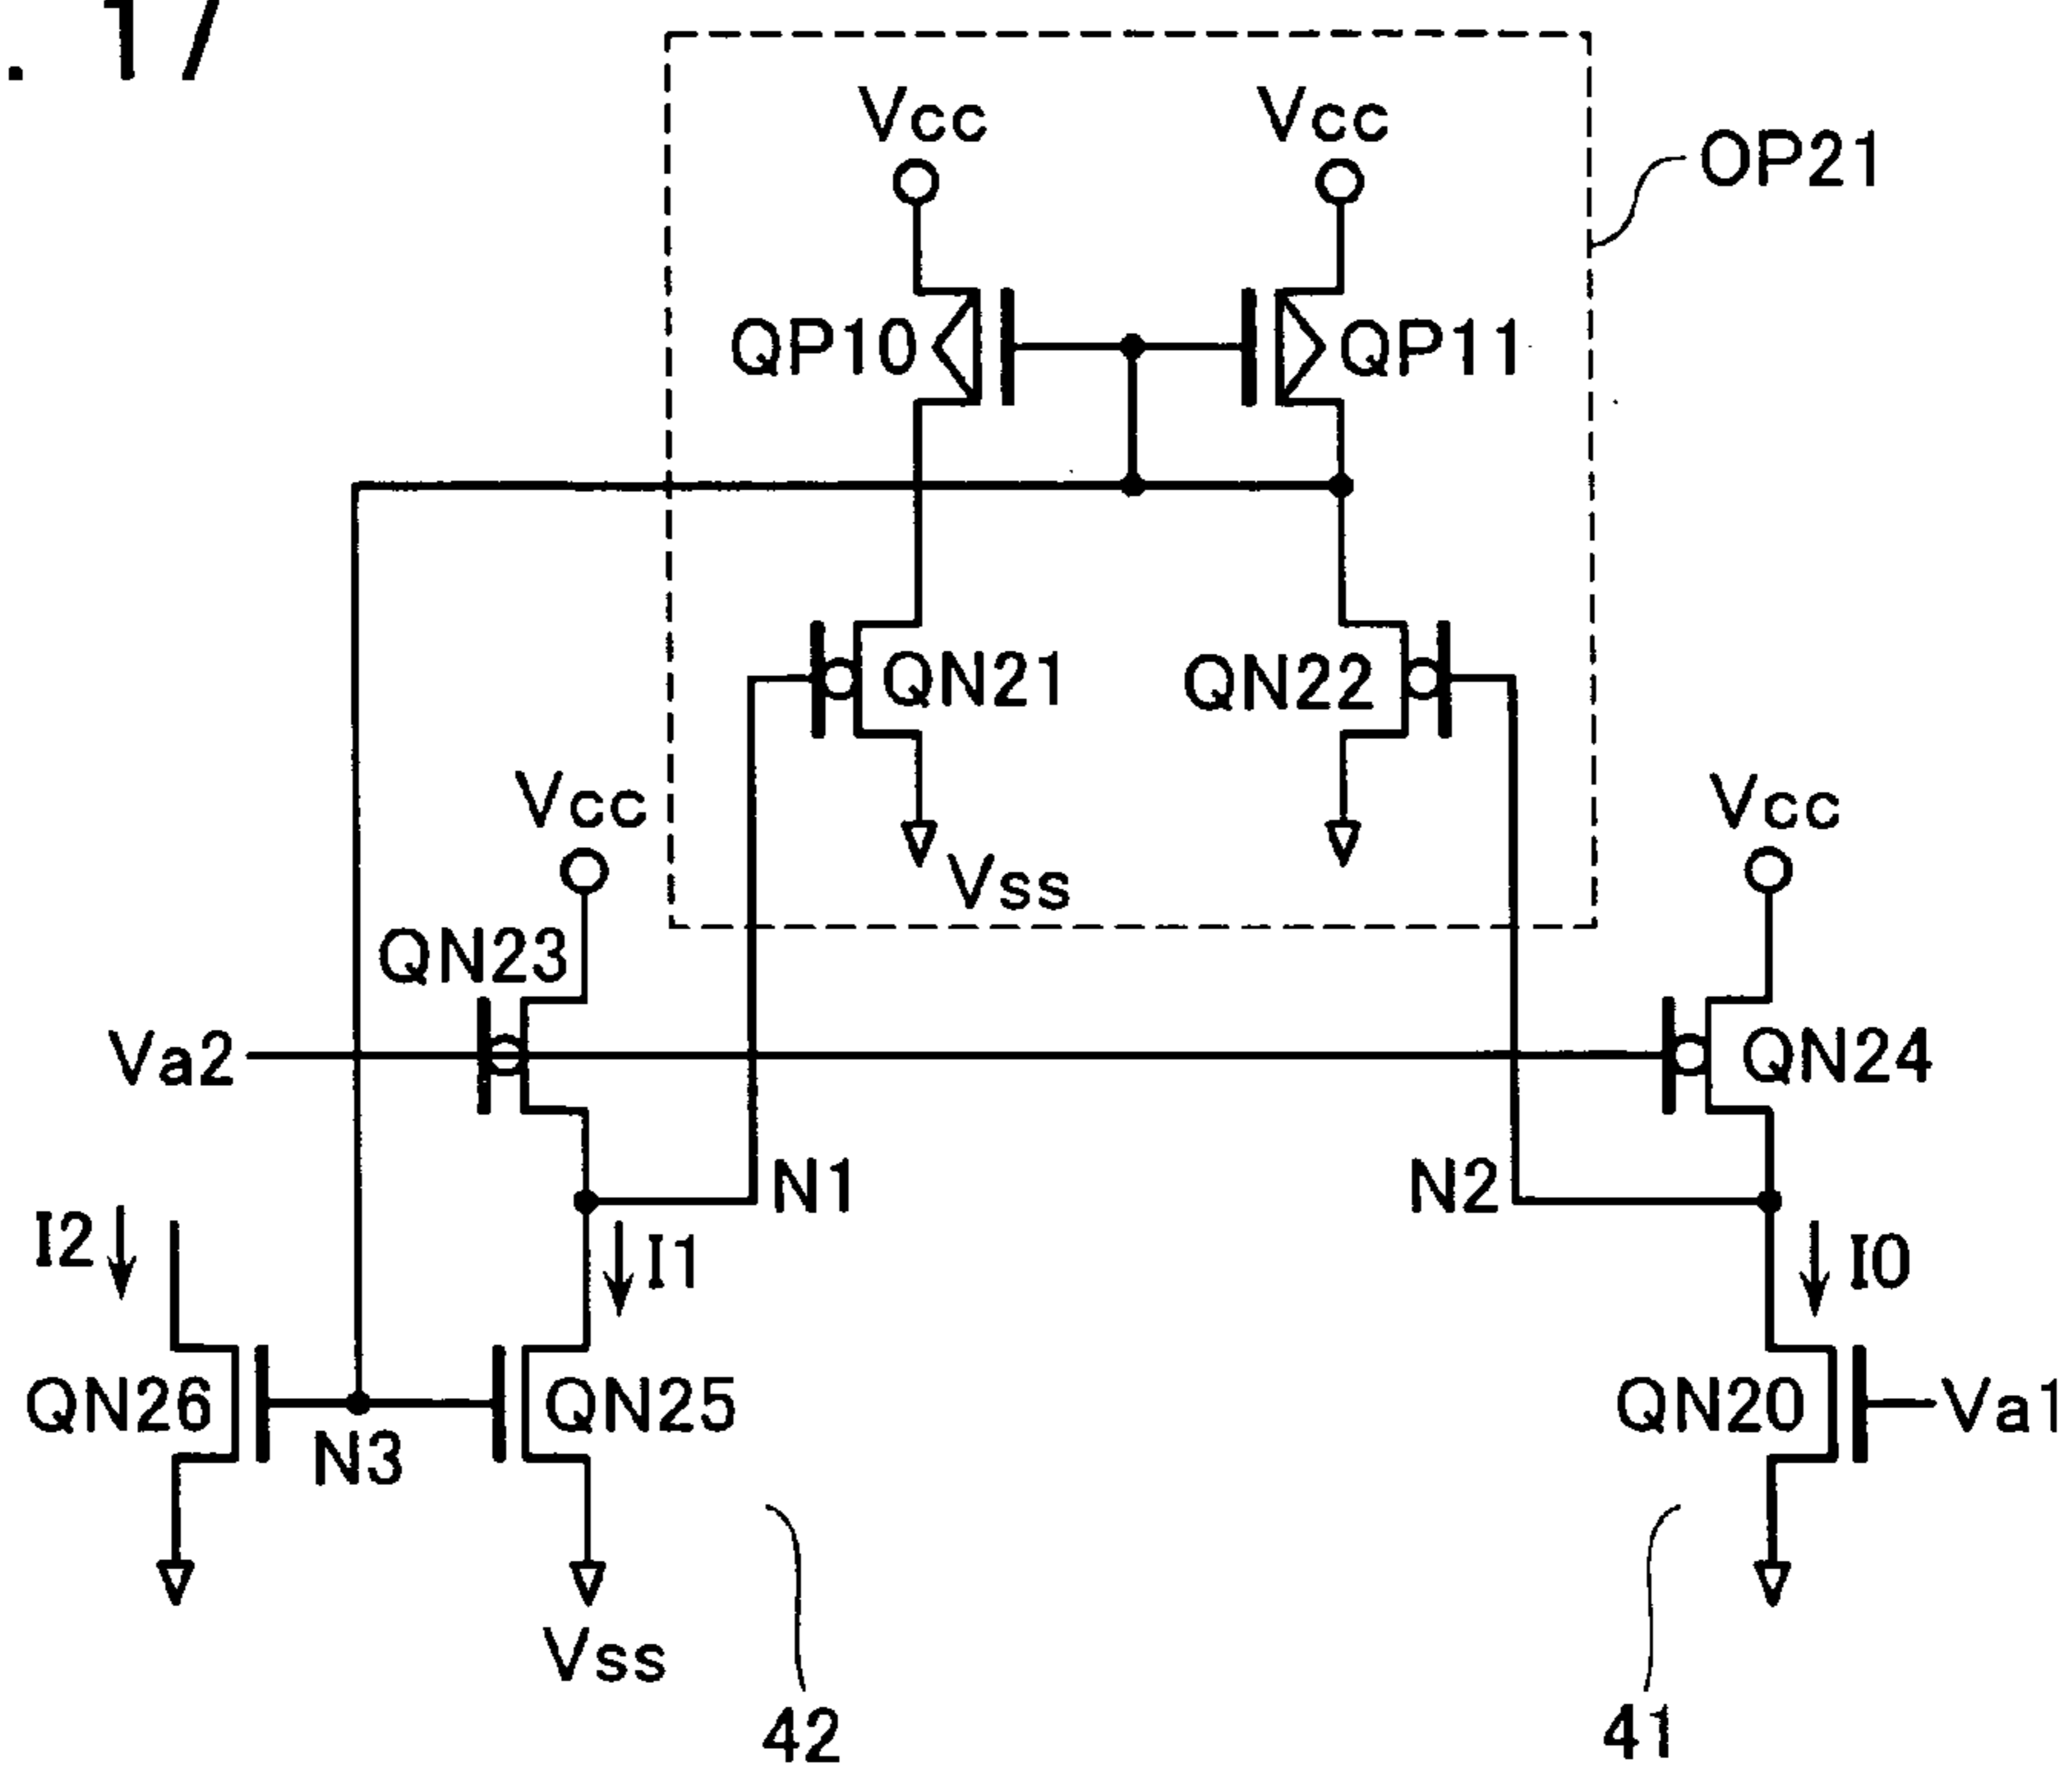 . 17
Vcc
Vcc
OP21
QP10
QP11
QN21
QN22
Vcc
Vcc
Vss
QN23
Va2
QN24
N1
N2
I2
I1
I0
QN26
QN25
QN20
Va1
N3
Vss
42
41